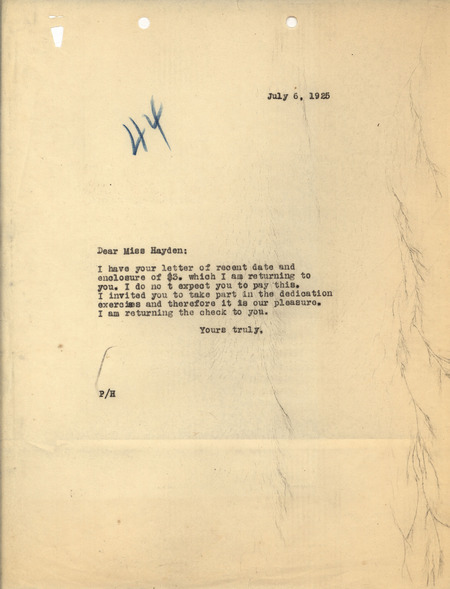 July 6, 1925
44
Dear Miss Hayden:
I have your letter of recent date and
enclosure of $3. which I am returning to
you. I do no t expect you to pay this.
I invited you to take part in the dedication
exercises and therefore it is our pleasure.
I am returning the check to you.
Yours truly,
P/H